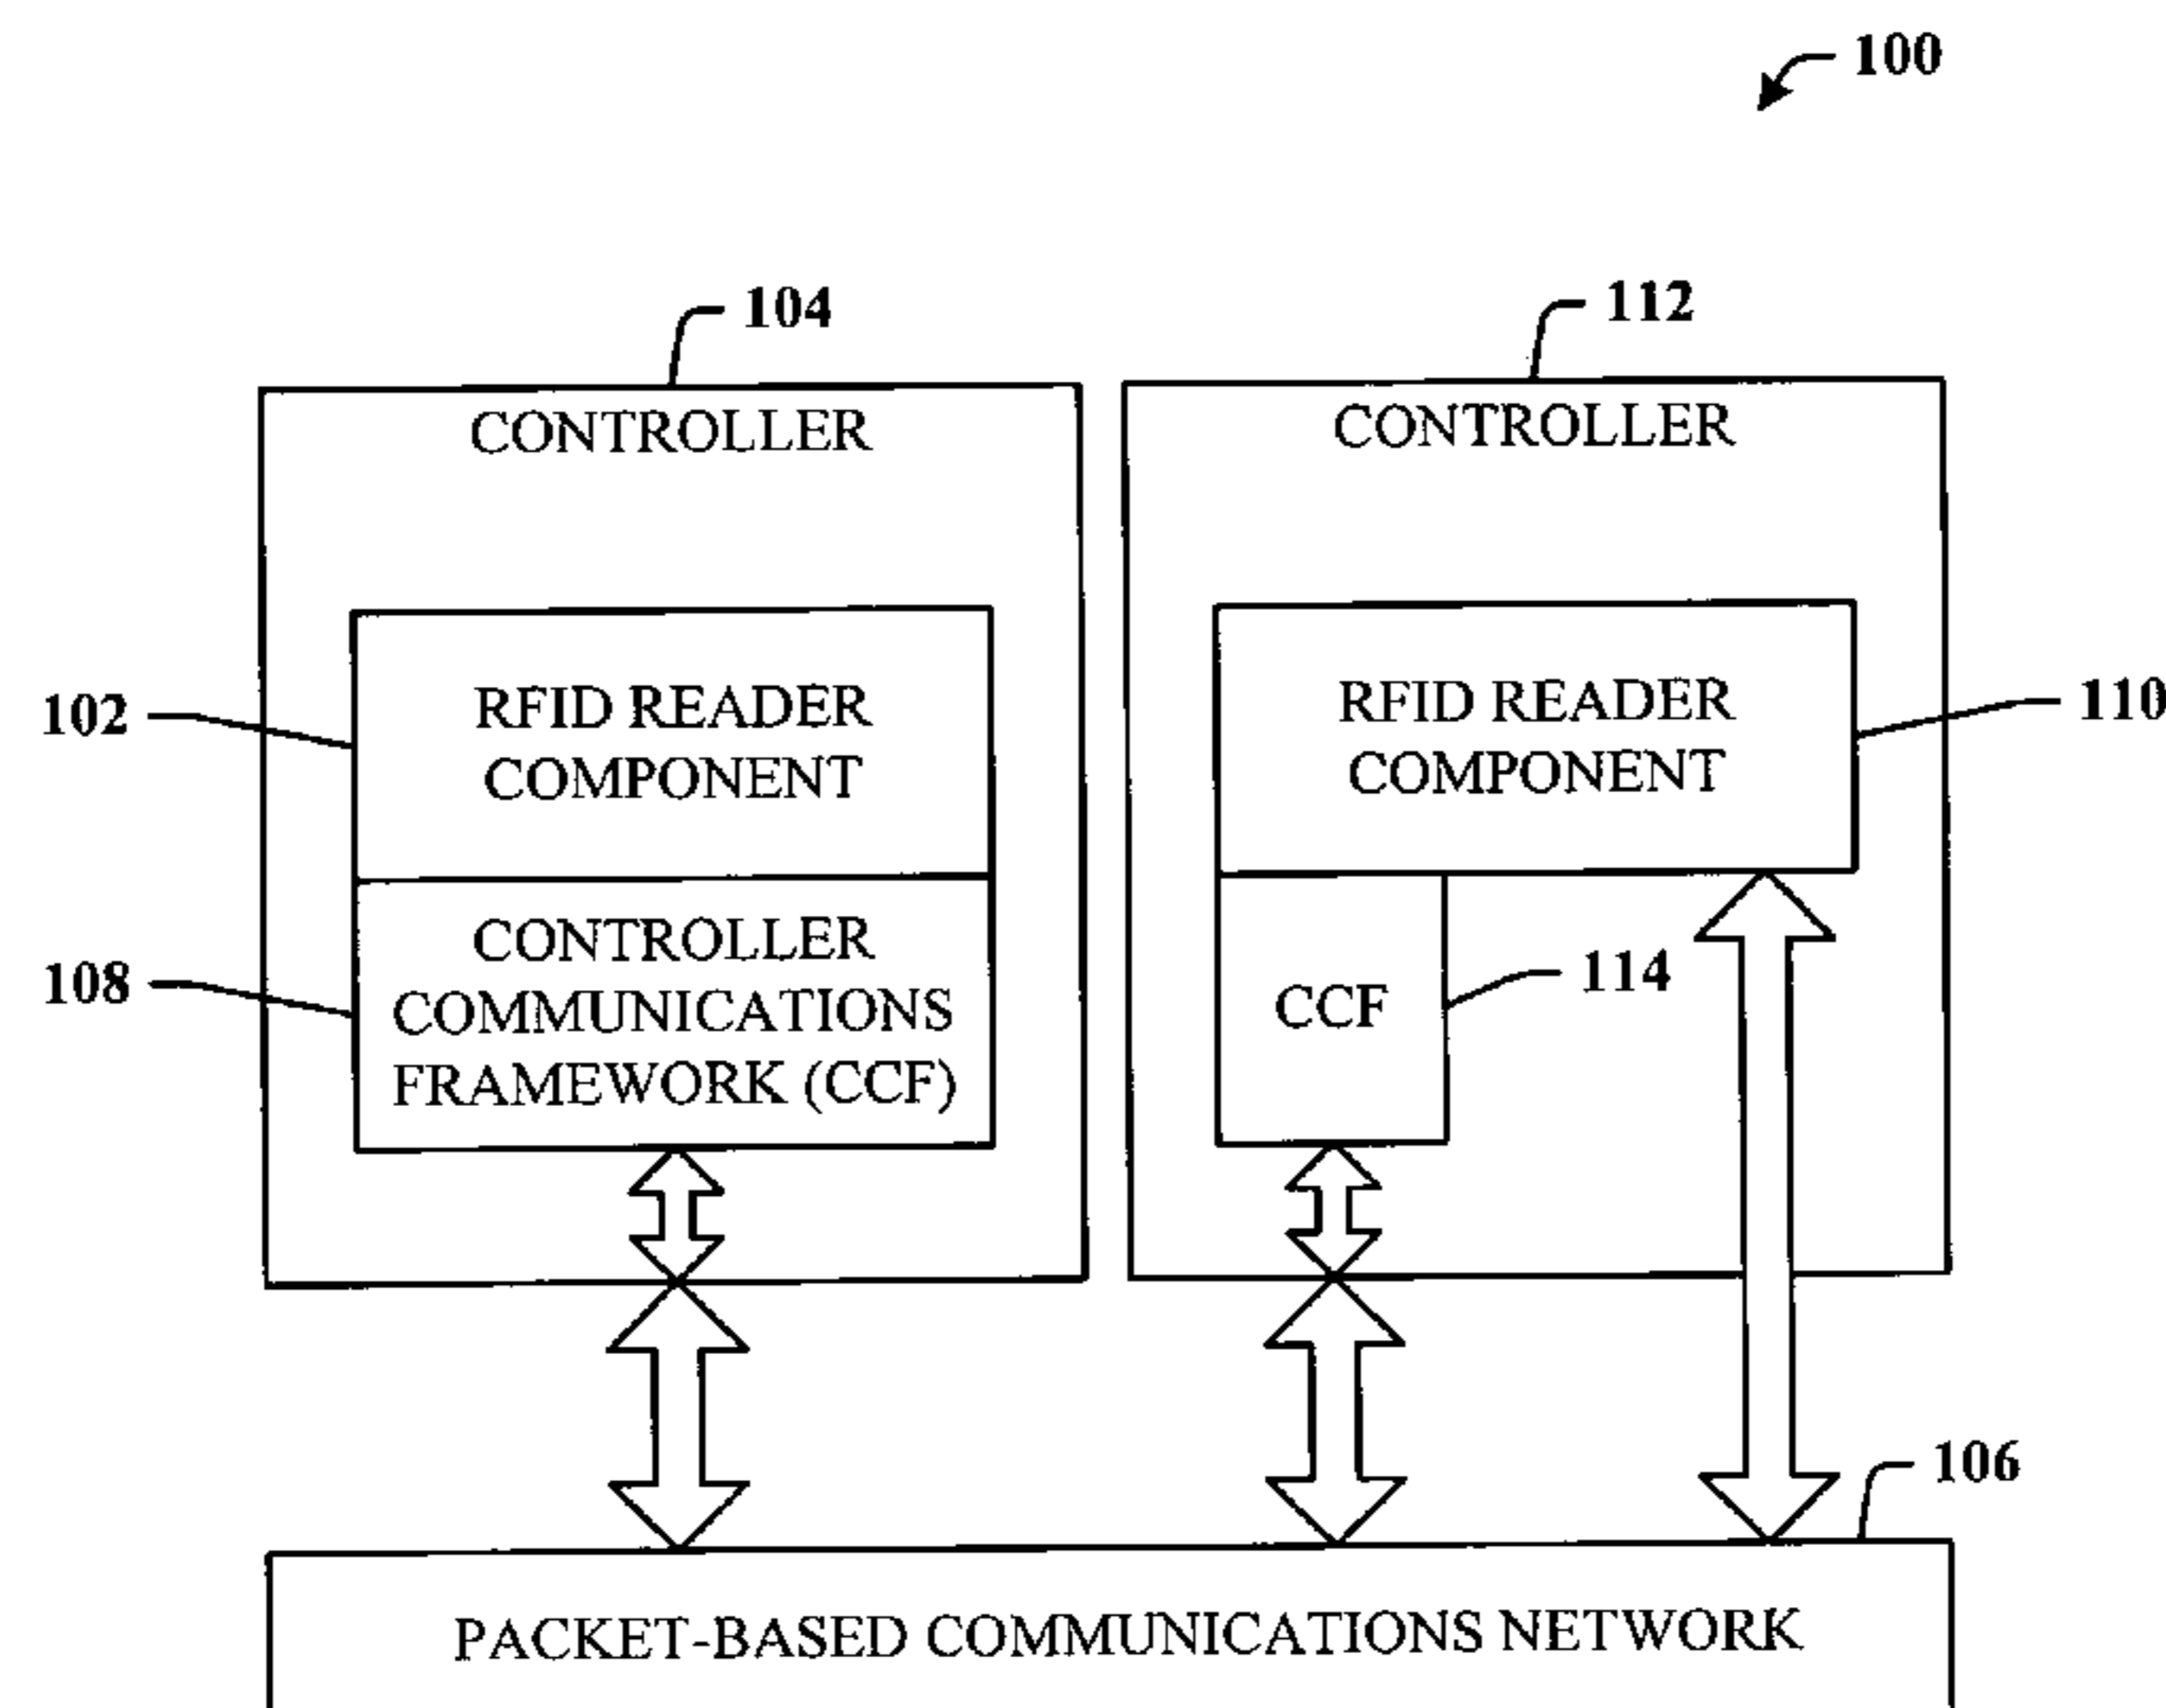 100
104
112
CONTROLLER
CONTROLLER
102
RFID READER
COMPONENT
RFID READER
COMPONENT
110
108
CONTROLLER
COMMUNICATIONS
FRAMEWORK (CCF)
CCF
114
106
PACKET-BASED COMMUNICATIONS NETWORK